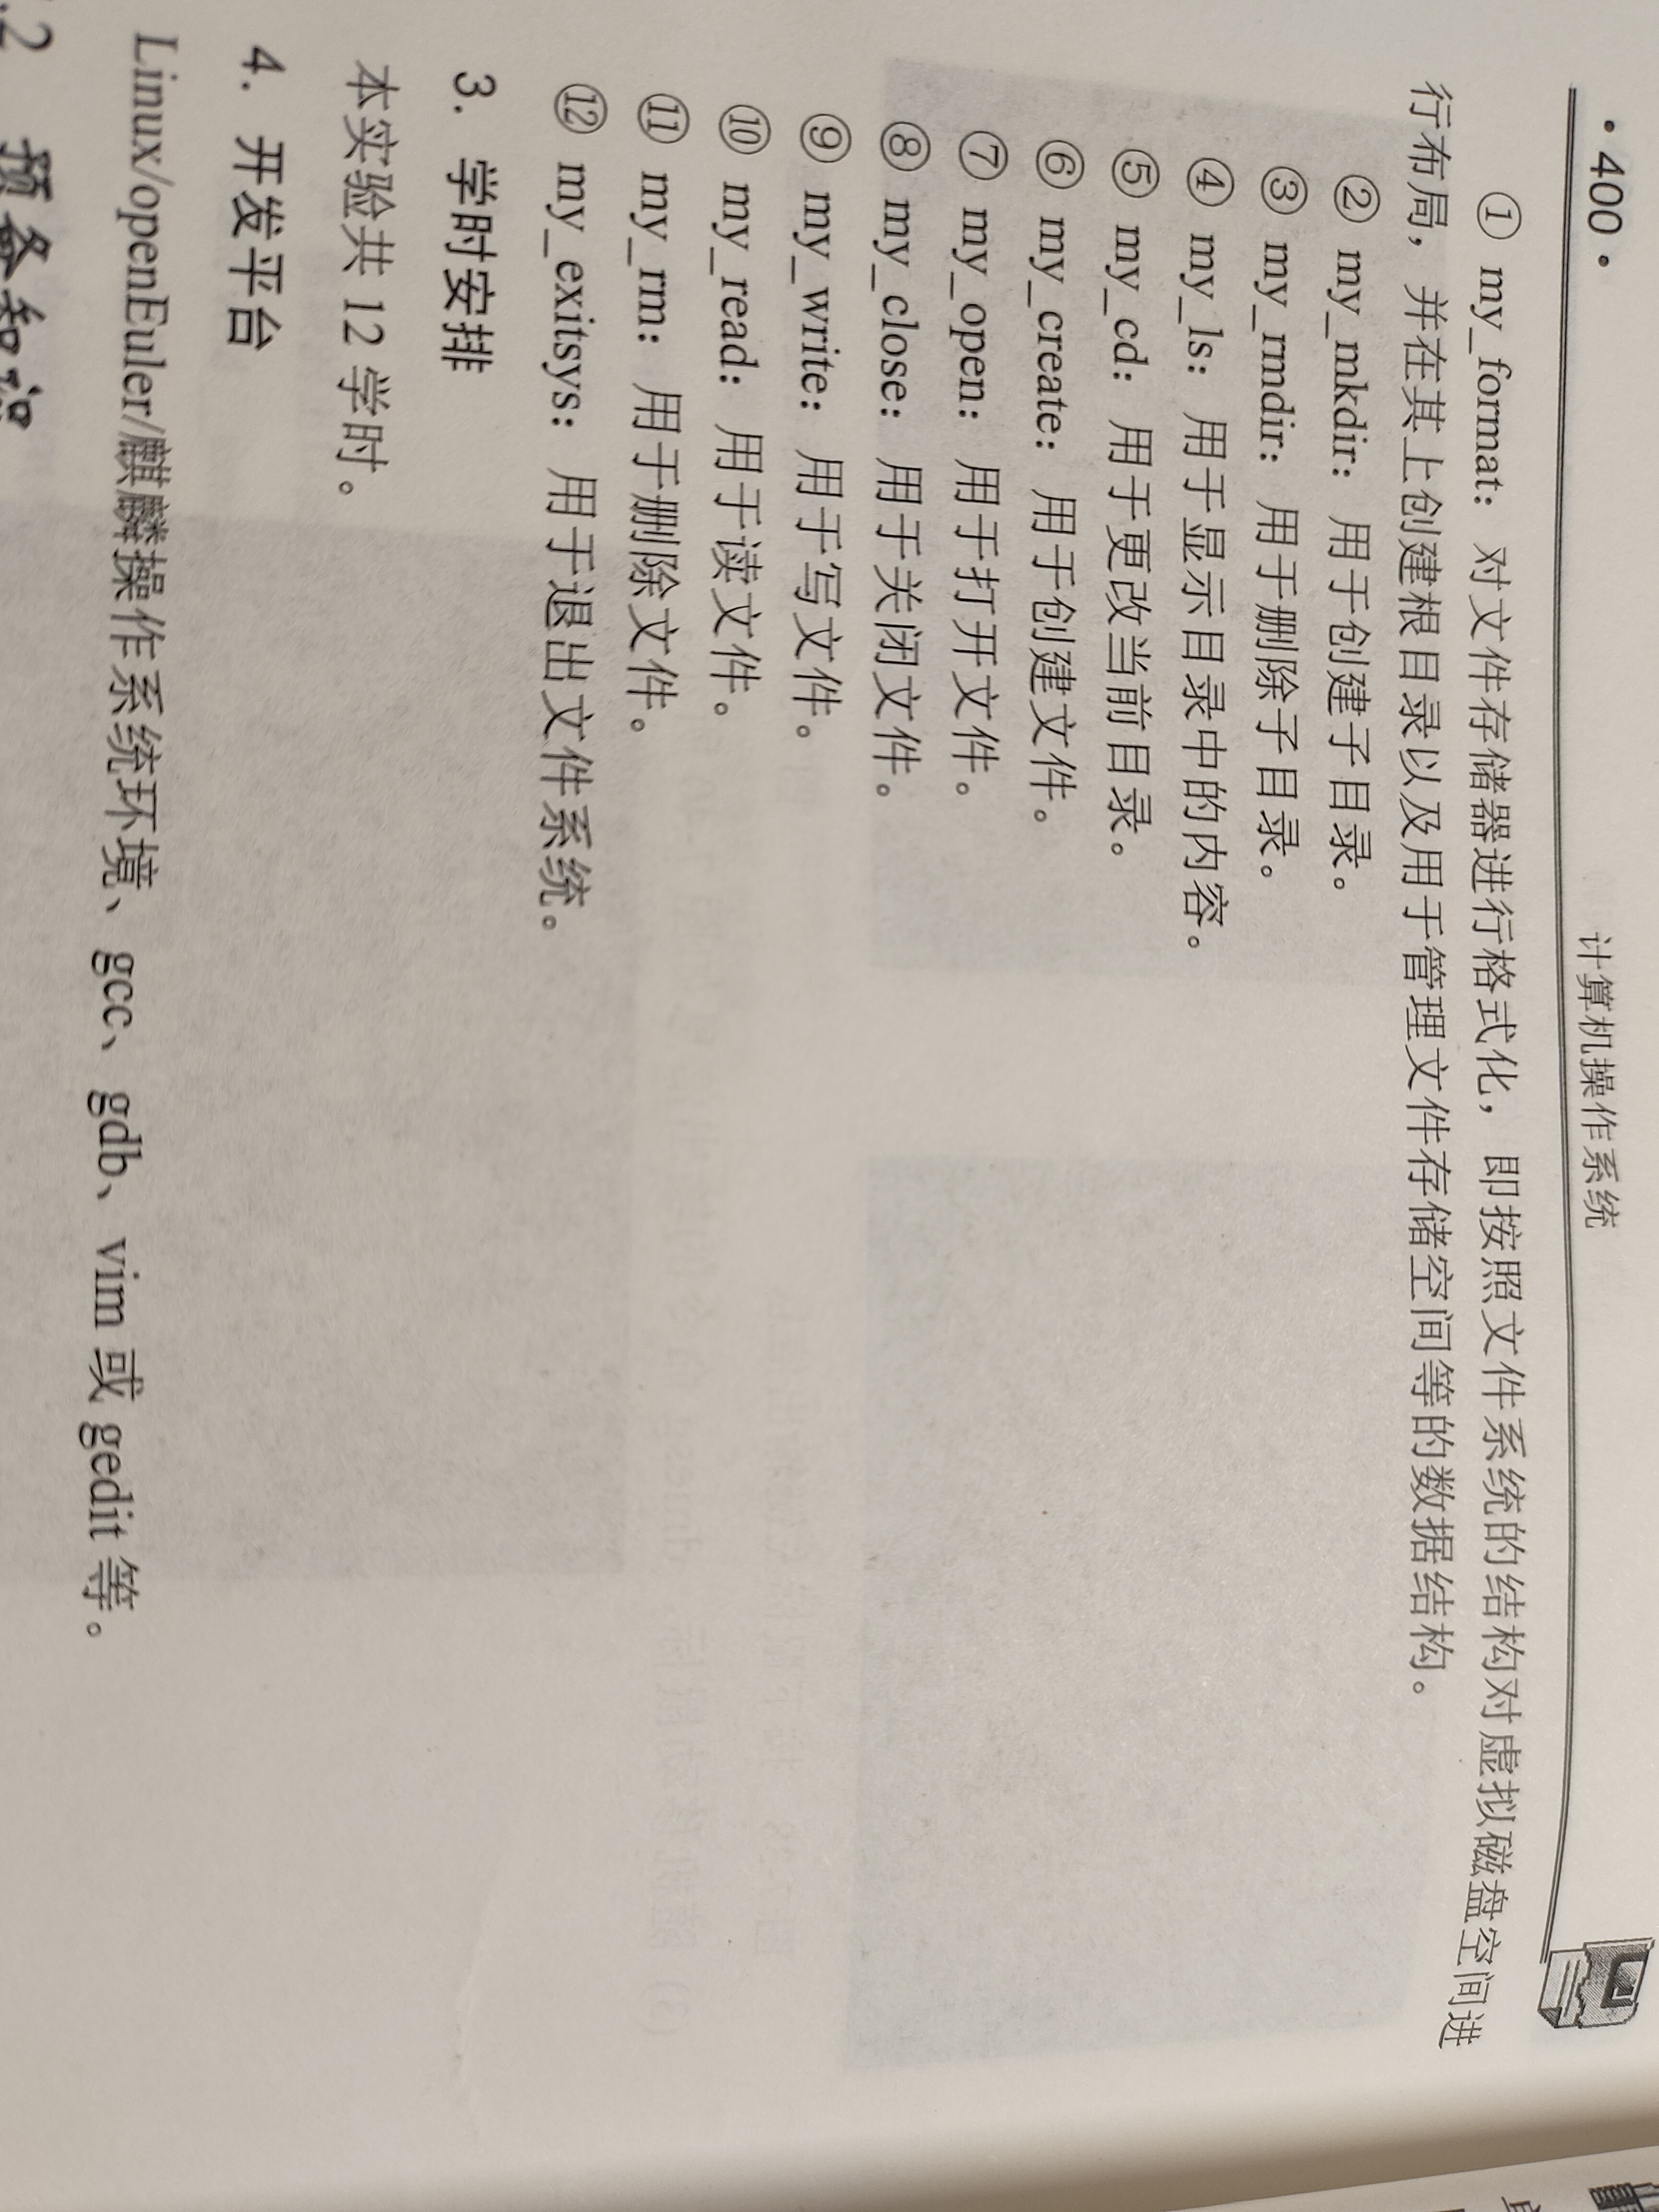 · 400 ·
计算机操作系统
① my_format：对文件存储器进行格式化，即按照文件系统的结构对虚拟磁盘空间进
行布局，并在其上创建根目录以及用于管理文件存储空间等的数据结构。
② my_mkdir：用于创建子目录。
③ my_rmdir：用于删除子目录。
④ my_ls：用于显示目录中的内容。
⑤ my_cd：用于更改当前目录。
⑥ my_create：用于创建文件。
⑦ my_open：用于打开文件。
⑧ my_close：用于关闭文件。
⑨ my_write：用于写文件。
⑩ my_read：用于读文件。
⑪ my_rm：用于删除文件。
⑫ my_exitsys：用于退出文件系统。
3. 学时安排
本实验共 12 学时。
4. 开发平台
Linux/openEuler/麒麟操作系统环境、gcc、gdb、vim 或 gedit 等。
.2 预备知识